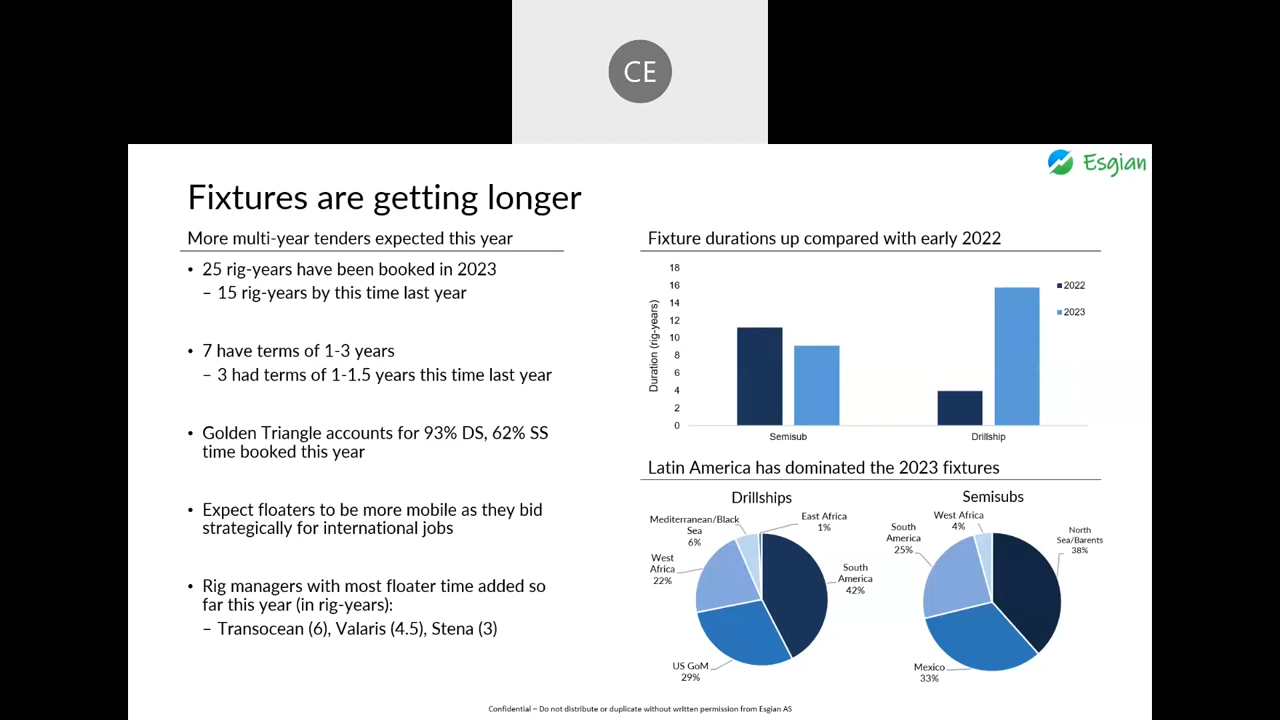 CE
Esgian
Fixtures are getting longer
More multi-year tenders expected this year
• 25 rig-years have been booked in 2023
– 15 rig-years by this time last year
• 7 have terms of 1-3 years
– 3 had terms of 1-1.5 years this time last year
• Golden Triangle accounts for 93% DS, 62% SS
time booked this year
• Expect floaters to be more mobile as they bid
strategically for international jobs
• Rig managers with most floater time added so
far this year (in rig-years):
– Transocean (6), Valaris (4.5), Stena (3)
Fixture durations up compared with early 2022
Duration (rig-years)
18
16
14
12
10
8
6
4
2
0
Semisub
Drillship
2022
2023
Latin America has dominated the 2023 fixtures
Drillships
Mediterranean/Black
Sea
6%
East Africa
1%
West
Africa
22%
South
America
42%
US GoM
29%
Semisubs
West Africa
4%
South
America
25%
North
Sea/Barents
38%
Mexico
33%
Confidential – Do not distribute or duplicate without written permission from Esgian AS